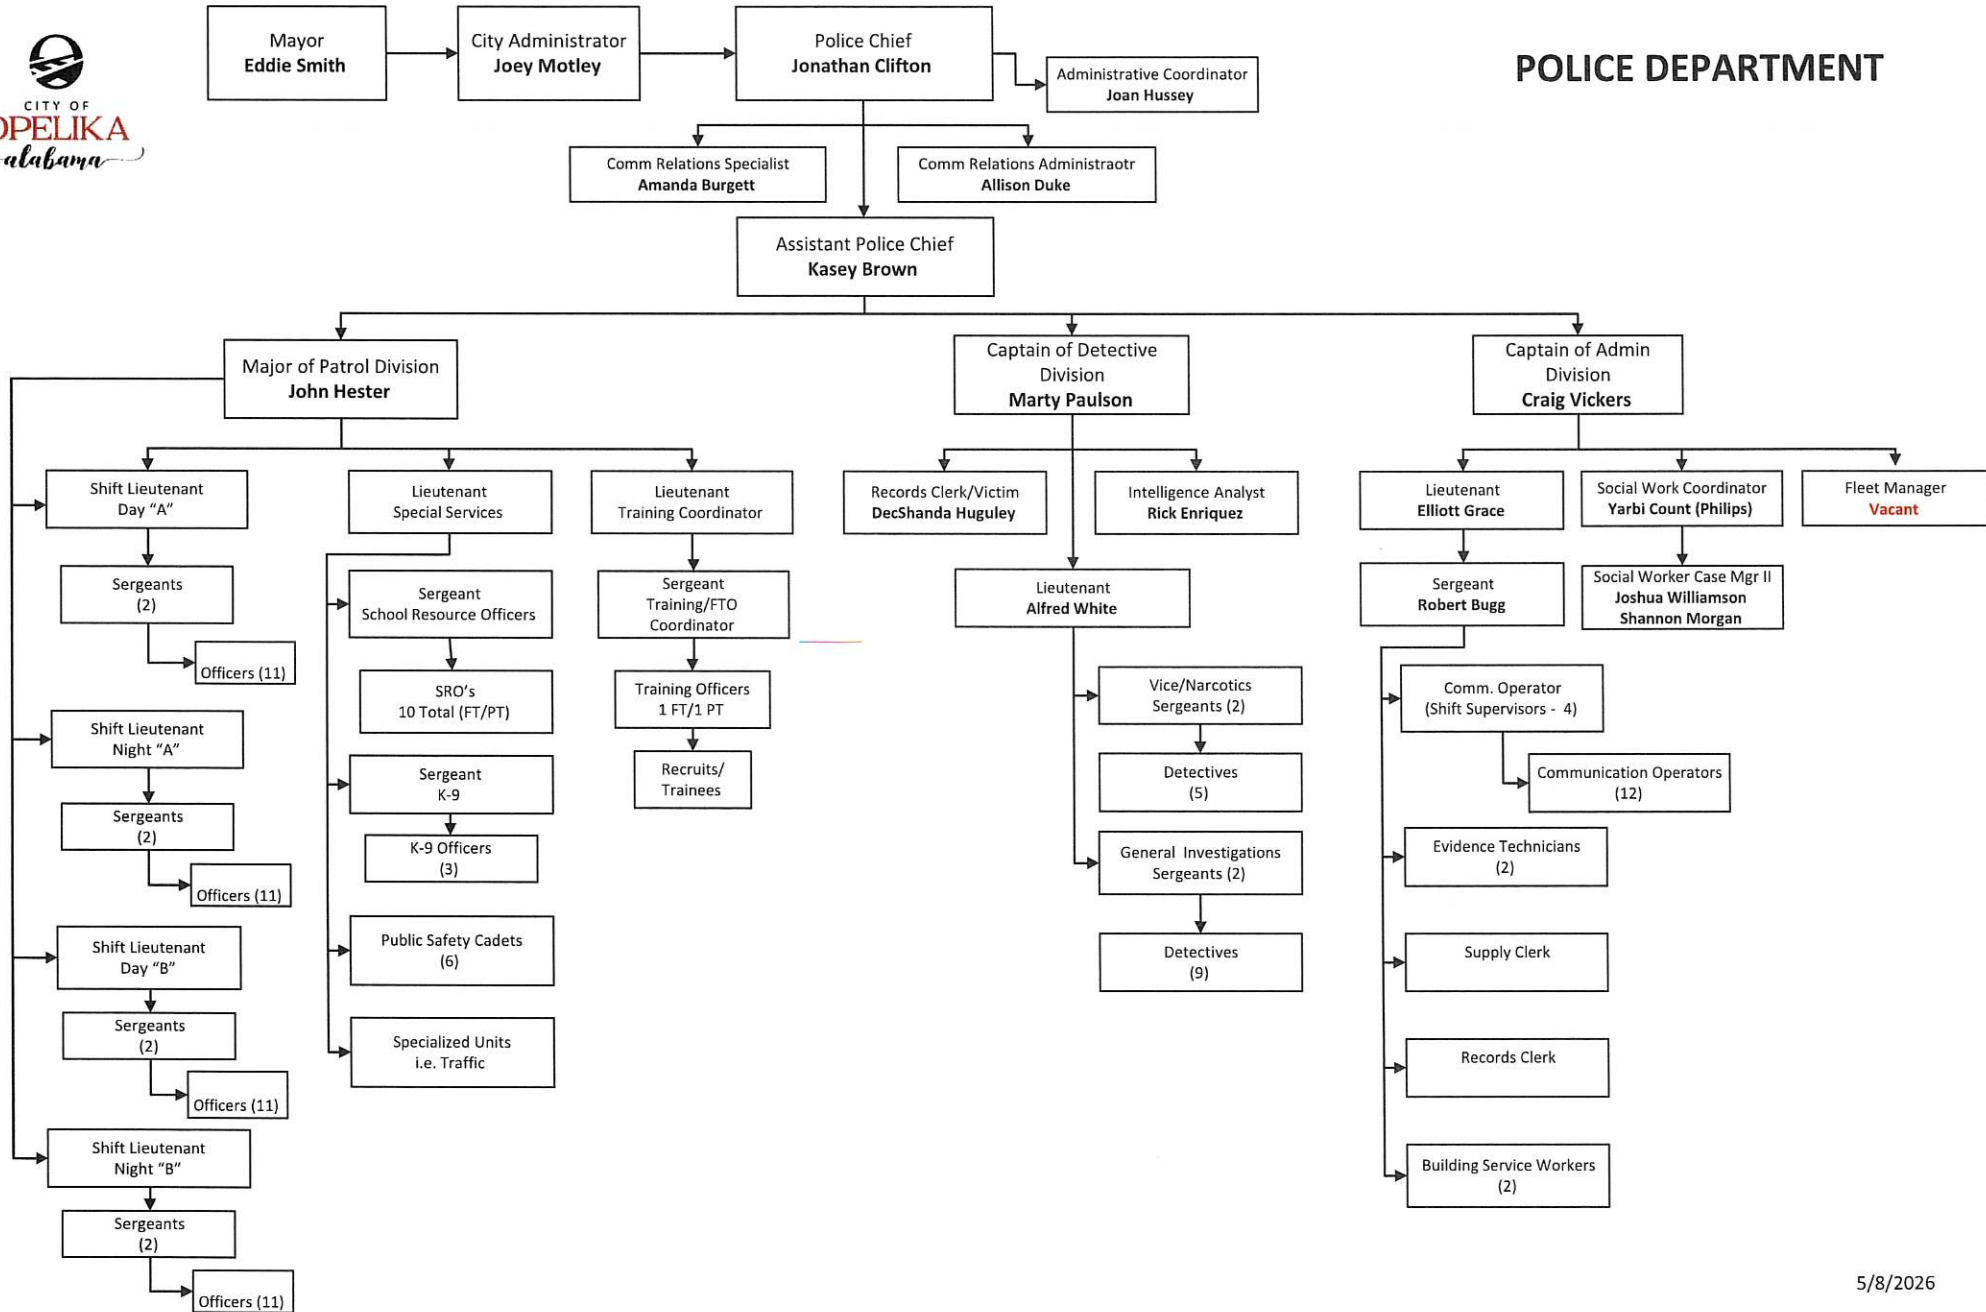 CITY OF
OPELIKA
alabama
Mayor
Eddie Smith
City Administrator
Joey Motley
Police Chief
Jonathan Clifton
Administrative Coordinator
Joan Hussey
POLICE DEPARTMENT
Comm Relations Specialist
Amanda Burgett
Comm Relations Administraotr
Allison Duke
Assistant Police Chief
Kasey Brown
Major of Patrol Division
John Hester
Captain of Detective
Division
Marty Paulson
Captain of Admin
Division
Craig Vickers
Shift Lieutenant
Day “A”
Sergeants
(2)
Officers (11)
Shift Lieutenant
Night “A”
Sergeants
(2)
Officers (11)
Shift Lieutenant
Day “B”
Sergeants
(2)
Officers (11)
Shift Lieutenant
Night “B”
Sergeants
(2)
Officers (11)
Lieutenant
Special Services
Sergeant
School Resource Officers
SRO’s
10 Total (FT/PT)
Sergeant
K-9
K-9 Officers
(3)
Public Safety Cadets
(6)
Specialized Units
i.e. Traffic
Lieutenant
Training Coordinator
Sergeant
Training/FTO
Coordinator
Training Officers
1 FT/1 PT
Recruits/
Trainees
Records Clerk/Victim
DecShanda Huguley
Intelligence Analyst
Rick Enriquez
Lieutenant
Alfred White
Vice/Narcotics
Sergeants (2)
Detectives
(5)
General Investigations
Sergeants (2)
Detectives
(9)
Lieutenant
Elliott Grace
Sergeant
Robert Bugg
Comm. Operator
(Shift Supervisors - 4)
Communication Operators
(12)
Evidence Technicians
(2)
Supply Clerk
Records Clerk
Building Service Workers
(2)
Social Work Coordinator
Yarbi Count (Philips)
Social Worker Case Mgr II
Joshua Williamson
Shannon Morgan
Fleet Manager
Vacant
5/8/2026